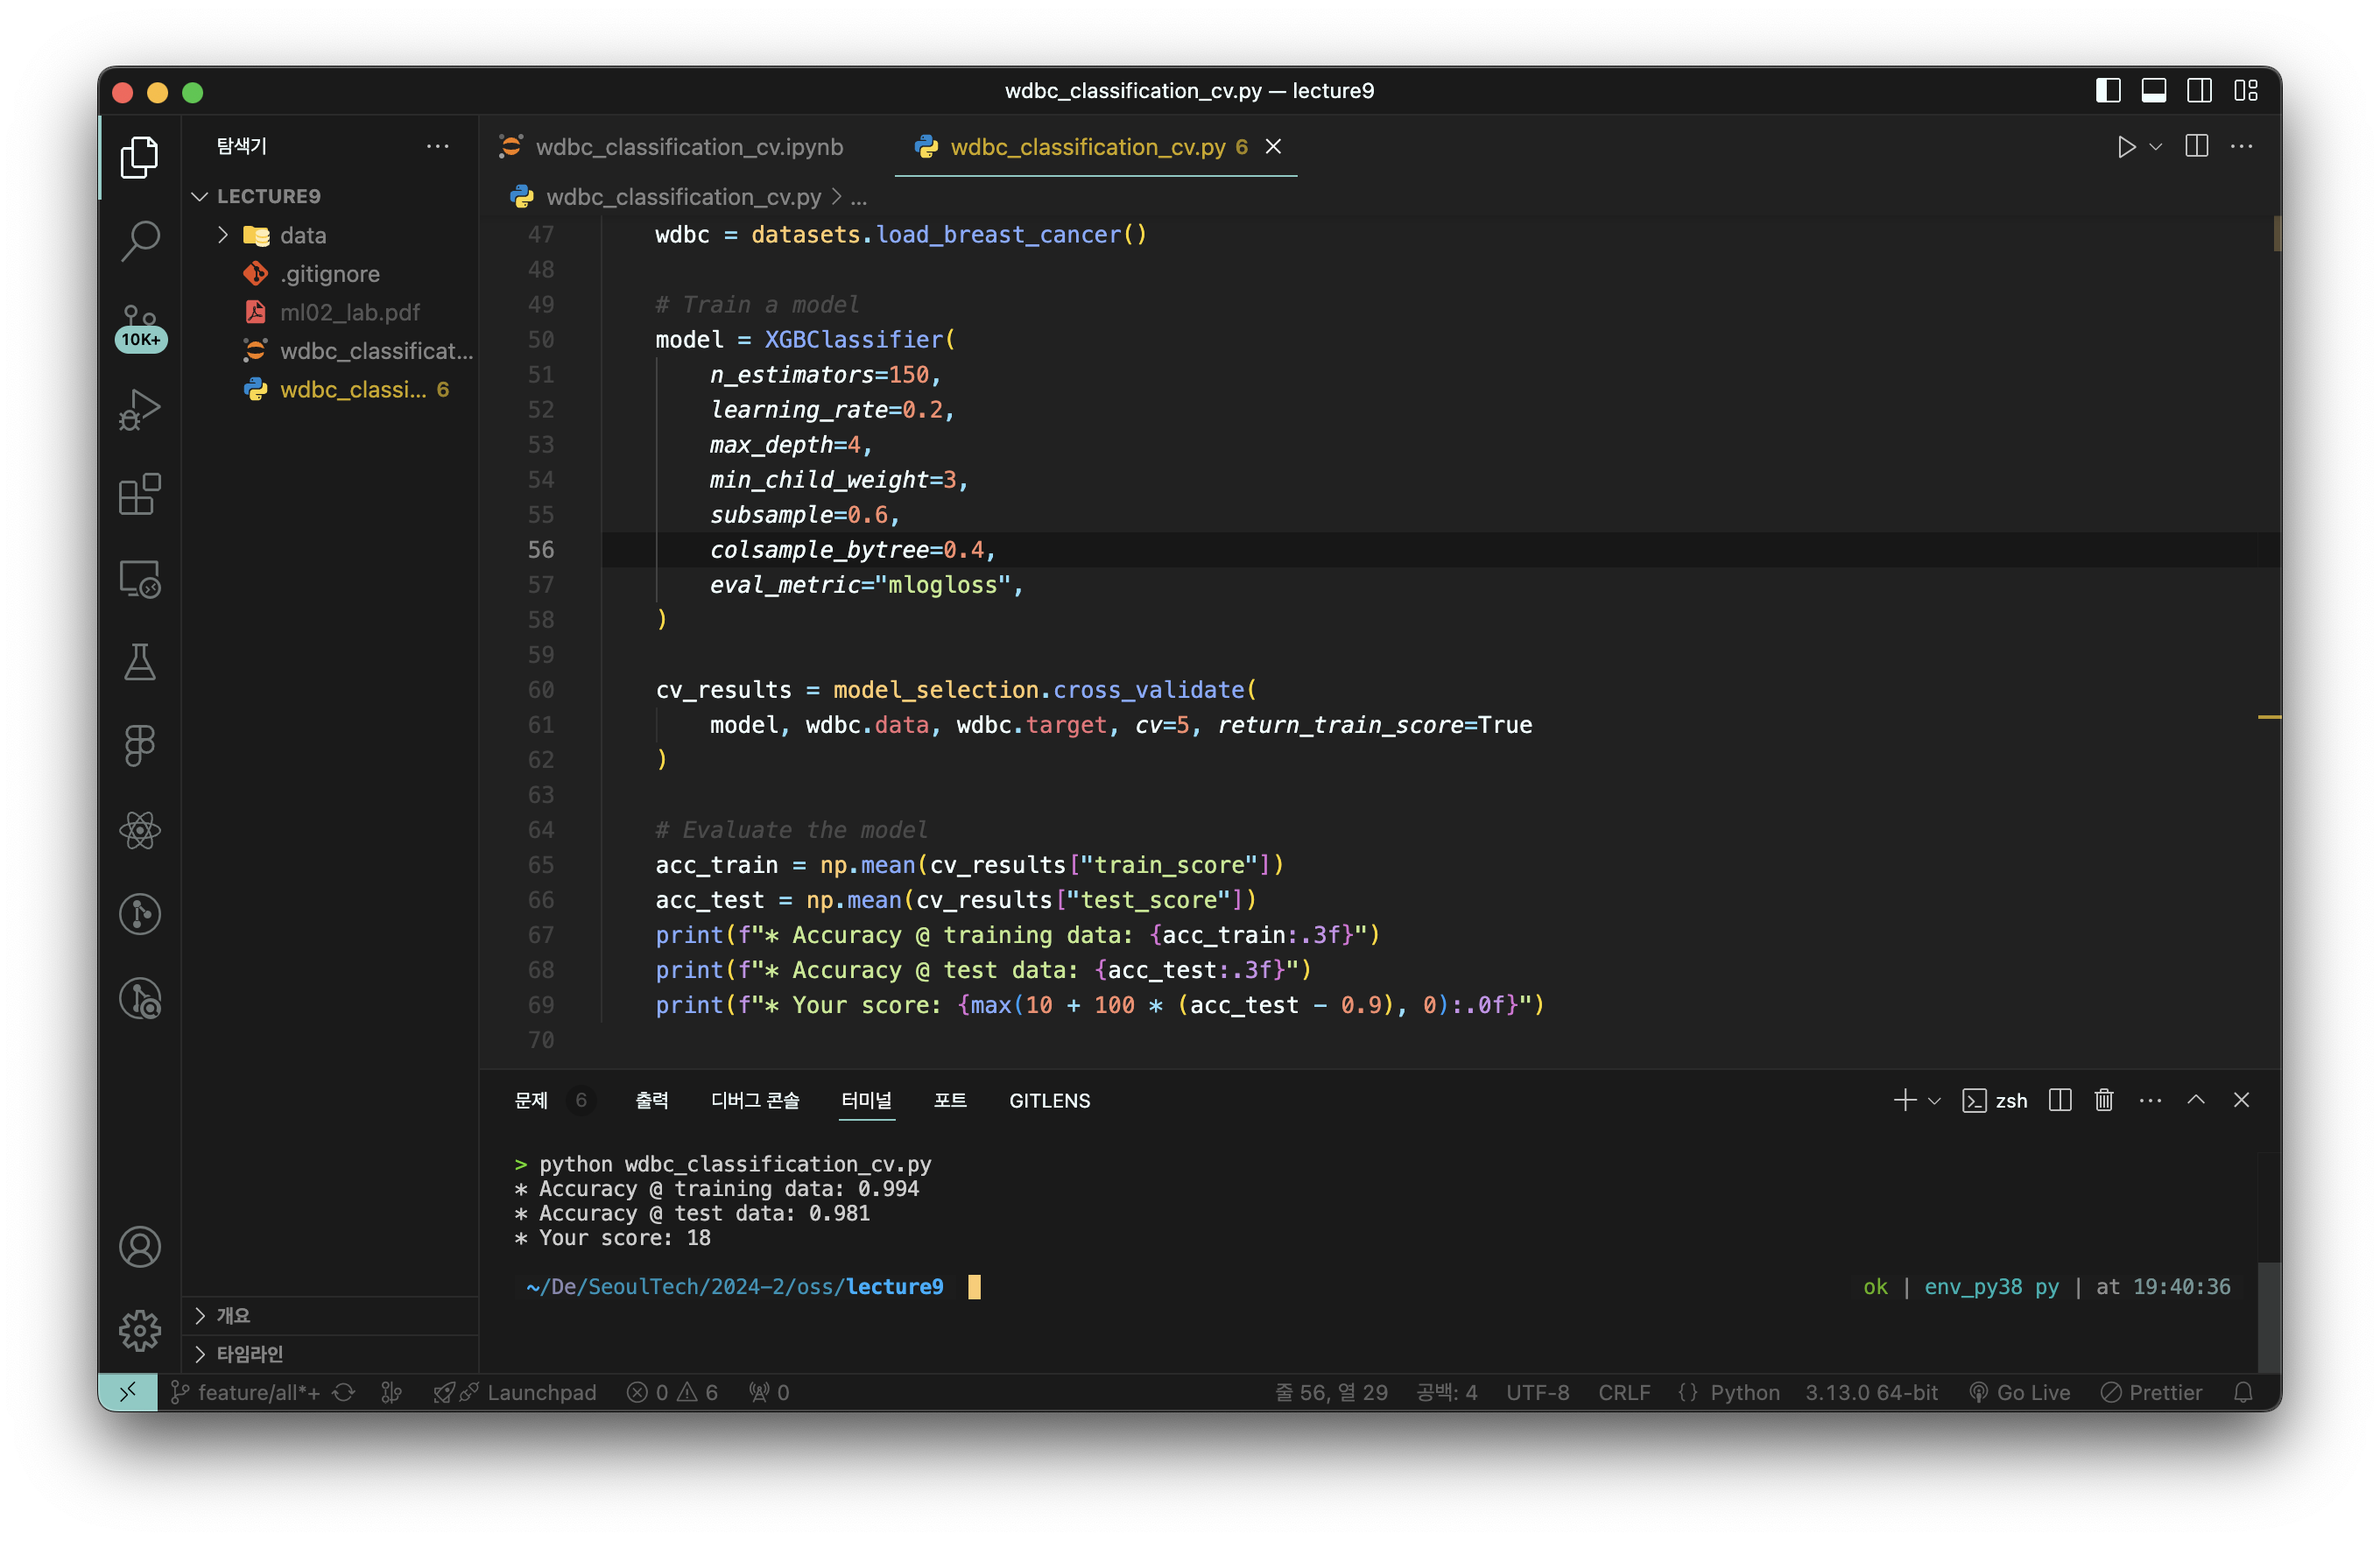 wdbc_classification_cv.py — lecture9
탐색기
LECTURE9
data
.gitignore
ml02_lab.pdf
wdbc_classificat...
wdbc_classi... 6
10K+
개요
타임라인
wdbc_classification_cv.ipynb
wdbc_classification_cv.py 6
wdbc_classification_cv.py > ...
47 wdbc = datasets.load_breast_cancer()
48
49 # Train a model
50 model = XGBClassifier(
51 n_estimators=150,
52 learning_rate=0.2,
53 max_depth=4,
54 min_child_weight=3,
55 subsample=0.6,
56 colsample_bytree=0.4,
57 eval_metric="mlogloss",
58 )
59
60 cv_results = model_selection.cross_validate(
61 model, wdbc.data, wdbc.target, cv=5, return_train_score=True
62 )
63
64 # Evaluate the model
65 acc_train = np.mean(cv_results["train_score"])
66 acc_test = np.mean(cv_results["test_score"])
67 print(f"* Accuracy @ training data: {acc_train:.3f}")
68 print(f"* Accuracy @ test data: {acc_test:.3f}")
69 print(f"* Your score: {max(10 + 100 * (acc_test - 0.9), 0):.0f}")
70
문제 6 출력 디버그 콘솔 터미널 포트 GITLENS zsh
> python wdbc_classification_cv.py
* Accuracy @ training data: 0.994
* Accuracy @ test data: 0.981
* Your score: 18
~/De/SeoulTech/2024-2/oss/lecture9 ok | env_py38 py | at 19:40:36
feature/all*+ Launchpad 0 6 0 줄 56, 열 29 공백: 4 UTF-8 CRLF {} Python 3.13.0 64-bit Go Live Prettier